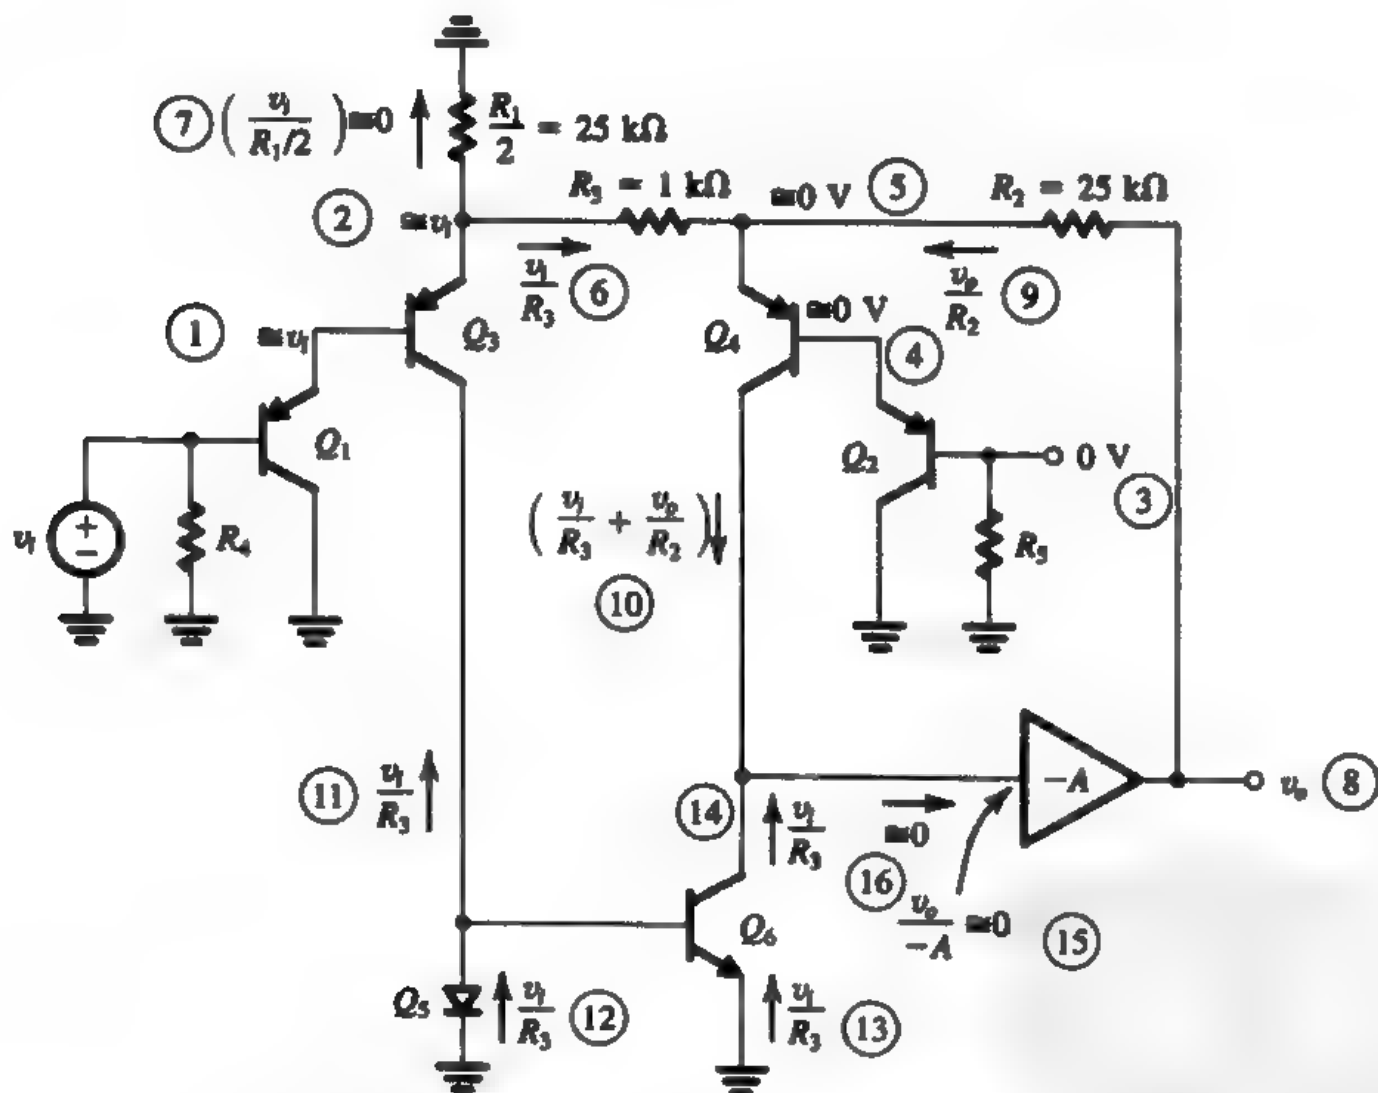 ⑦ ( v_i / R_1/2 ) ≅0
R_1 / 2 = 25 kΩ
R_3 = 1 kΩ
≅0 V ⑤
R_2 = 25 kΩ
② ≅v_i
v_i / R_3 ⑥
v_o / R_2 ⑨
① ≅v_i
Q_3
Q_4
≅0 V
④
Q_1
Q_2
0 V
③
v_i
+
−
R_4
( v_i / R_3 + v_o / R_2 )
⑩
R_5
−A
v_o ⑧
⑪ v_i / R_3
⑭
v_i / R_3
≅0
⑯
v_o / −A ≅0
⑮
Q_6
Q_5
v_i / R_3 ⑫
v_i / R_3 ⑬